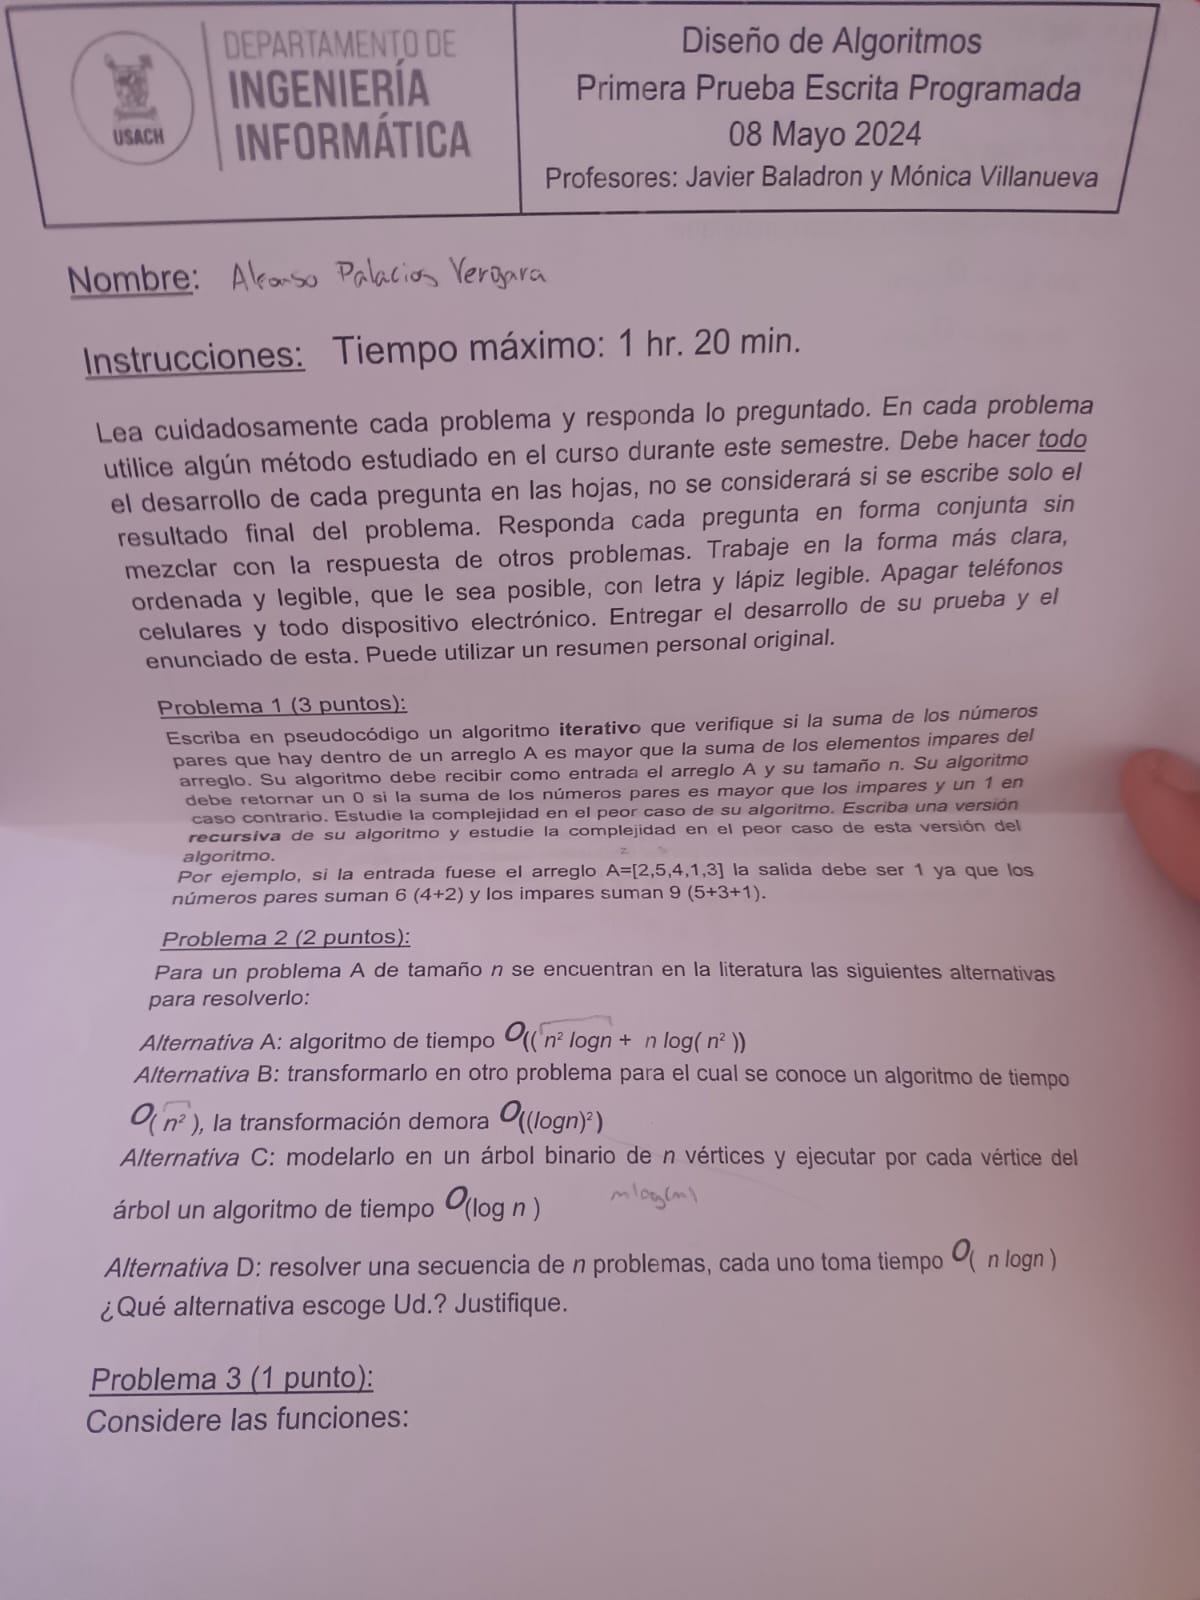 USACH
DEPARTAMENTO DE
INGENIERÍA
INFORMÁTICA
Diseño de Algoritmos
Primera Prueba Escrita Programada
08 Mayo 2024
Profesores: Javier Baladron y Mónica Villanueva
Nombre: Alfonso Palacios Vergara
Instrucciones: Tiempo máximo: 1 hr. 20 min.
Lea cuidadosamente cada problema y responda lo preguntado. En cada problema
utilice algún método estudiado en el curso durante este semestre. Debe hacer todo
el desarrollo de cada pregunta en las hojas, no se considerará si se escribe solo el
resultado final del problema. Responda cada pregunta en forma conjunta sin
mezclar con la respuesta de otros problemas. Trabaje en la forma más clara,
ordenada y legible, que le sea posible, con letra y lápiz legible. Apagar teléfonos
celulares y todo dispositivo electrónico. Entregar el desarrollo de su prueba y el
enunciado de esta. Puede utilizar un resumen personal original.
Problema 1 (3 puntos):
Escriba en pseudocódigo un algoritmo iterativo que verifique si la suma de los números
pares que hay dentro de un arreglo A es mayor que la suma de los elementos impares del
arreglo. Su algoritmo debe recibir como entrada el arreglo A y su tamaño n. Su algoritmo
debe retornar un 0 si la suma de los números pares es mayor que los impares y un 1 en
caso contrario. Estudie la complejidad en el peor caso de su algoritmo. Escriba una versión
recursiva de su algoritmo y estudie la complejidad en el peor caso de esta versión del
algoritmo.
Por ejemplo, si la entrada fuese el arreglo A=[2,5,4,1,3] la salida debe ser 1 ya que los
números pares suman 6 (4+2) y los impares suman 9 (5+3+1).
Problema 2 (2 puntos):
Para un problema A de tamaño n se encuentran en la literatura las siguientes alternativas
para resolverlo:
Alternativa A: algoritmo de tiempo O(( n² logn + n log( n² ))
Alternativa B: transformarlo en otro problema para el cual se conoce un algoritmo de tiempo
O( n² ), la transformación demora O((logn)²)
Alternativa C: modelarlo en un árbol binario de n vértices y ejecutar por cada vértice del
árbol un algoritmo de tiempo O(log n ) nlog(n)
Alternativa D: resolver una secuencia de n problemas, cada uno toma tiempo O( n logn )
¿Qué alternativa escoge Ud.? Justifique.
Problema 3 (1 punto):
Considere las funciones: